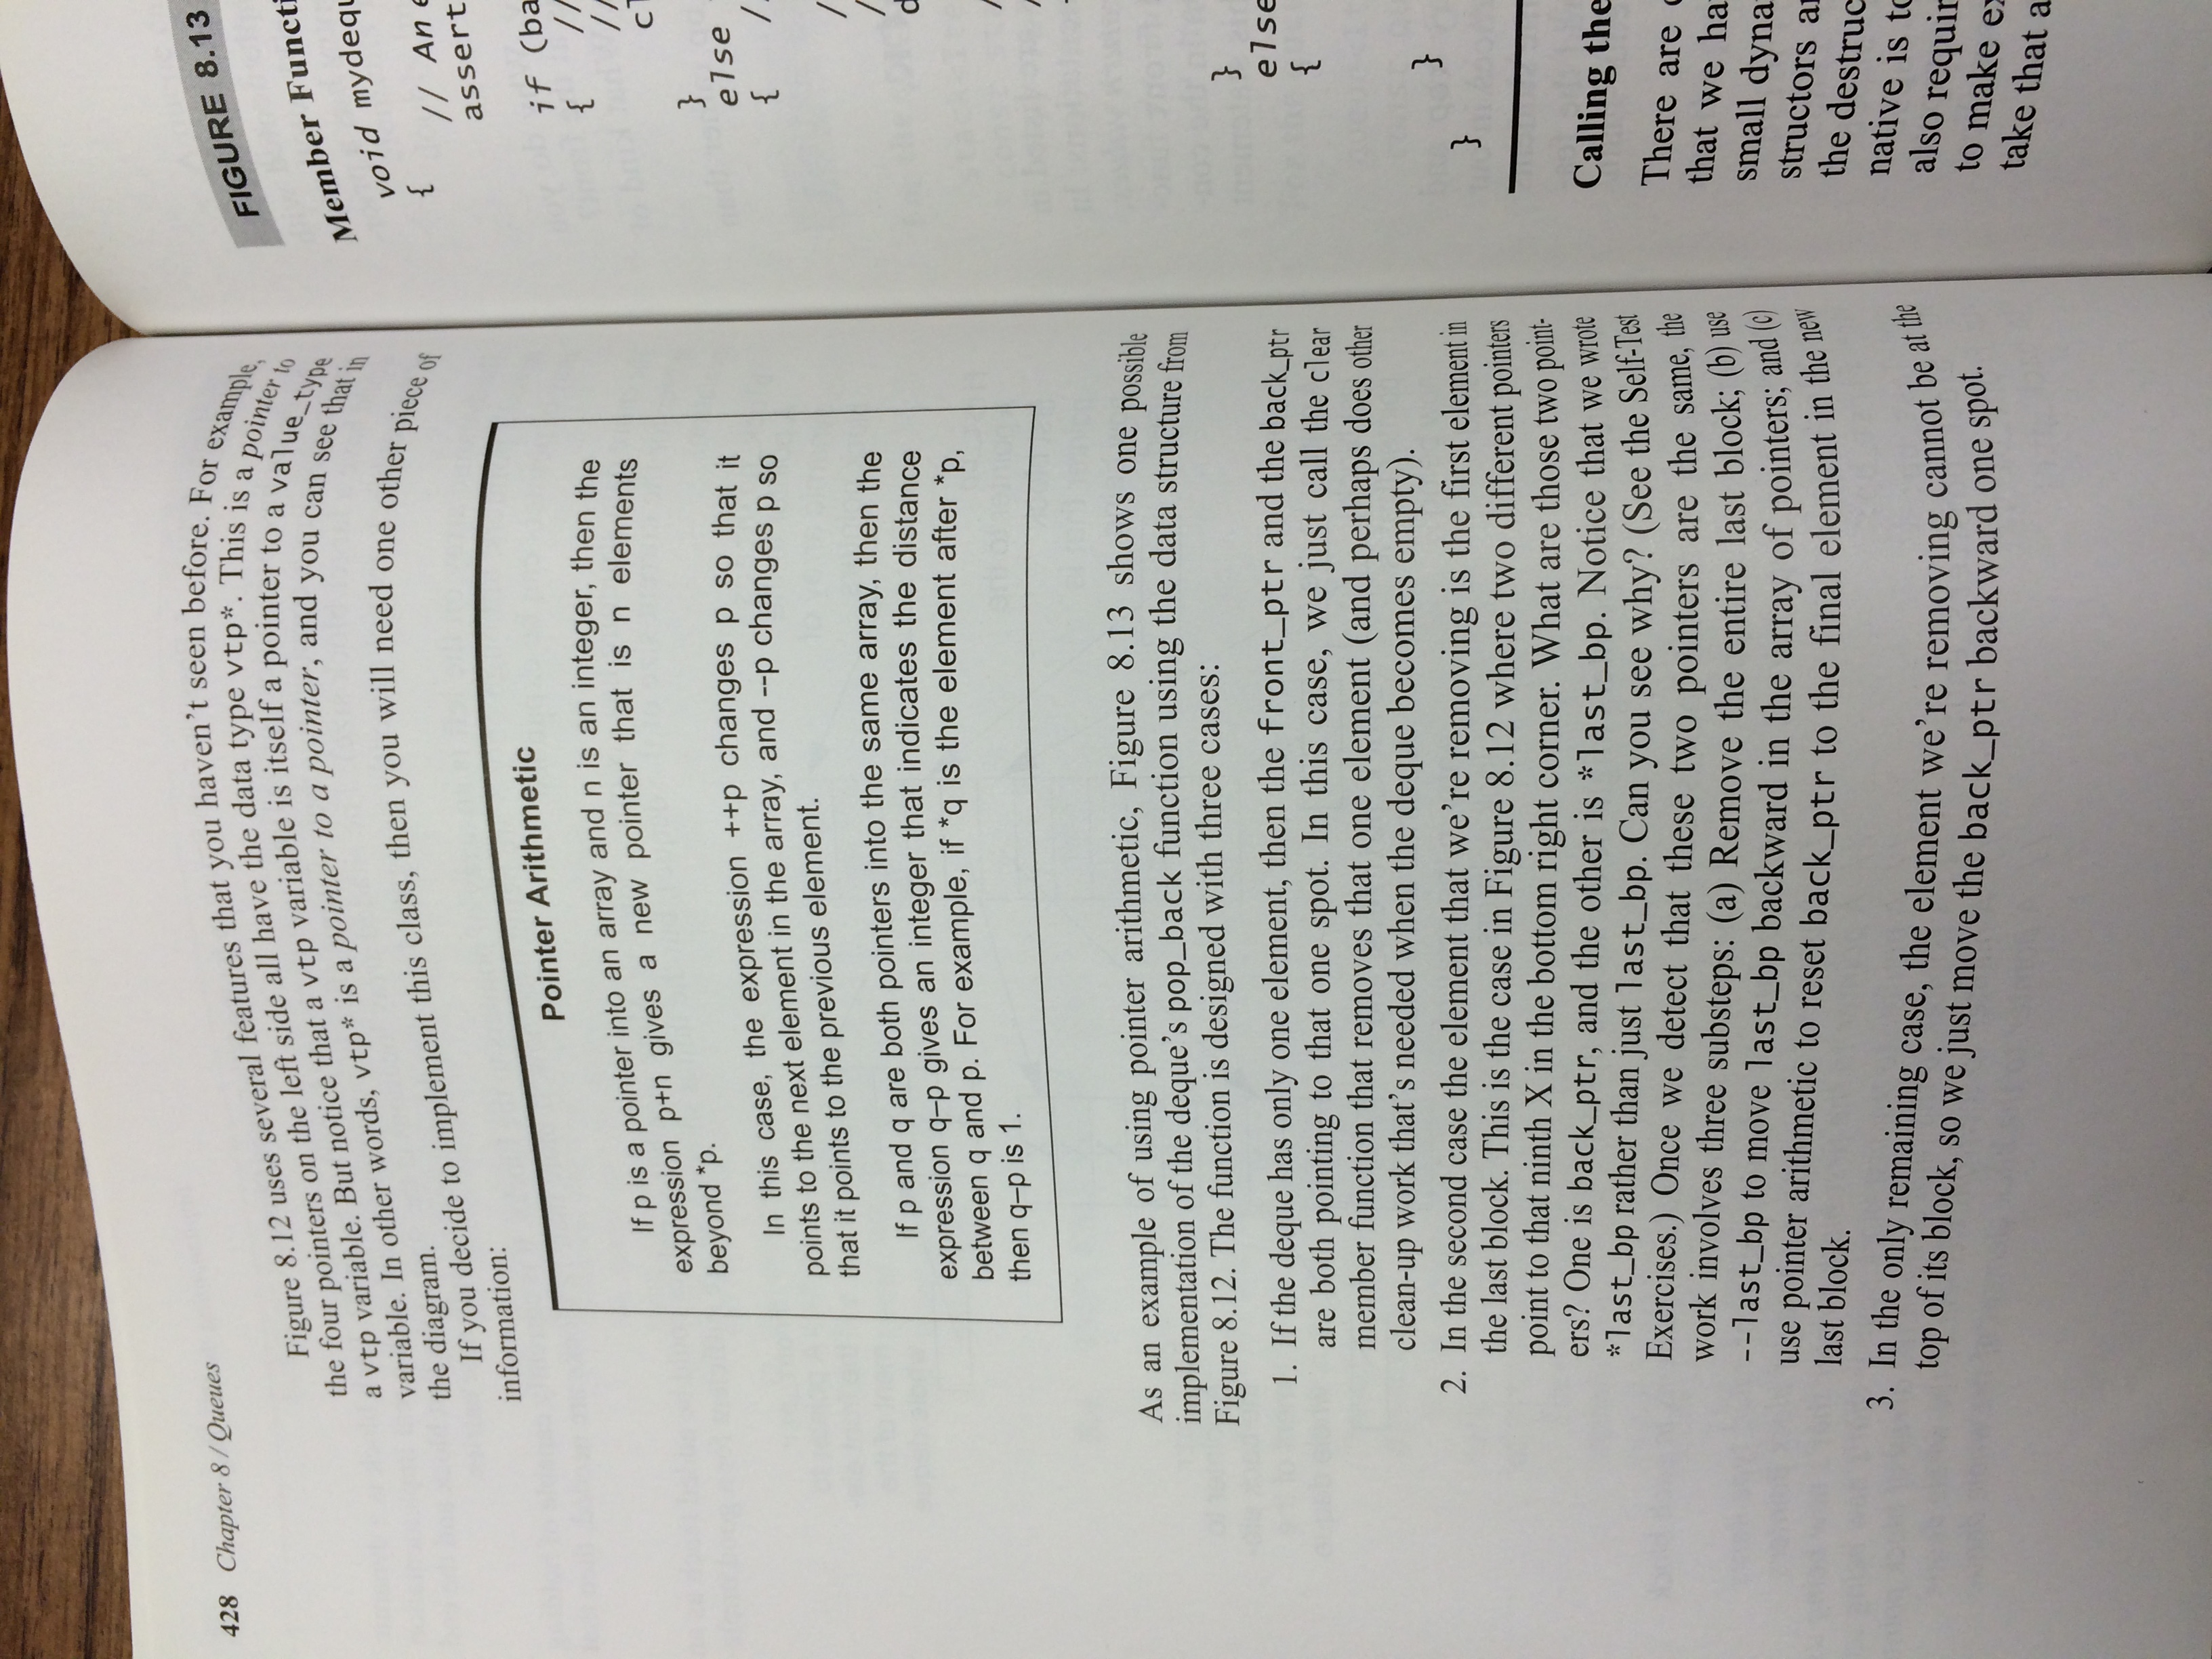 428 Chapter 8 / Queues
Figure 8.12 uses several features that you haven't seen before. For example,
the four pointers on the left side all have the data type vtp*. This is a pointer to
a vtp variable. But notice that a vtp variable is itself a pointer to a value_type
variable. In other words, vtp* is a pointer to a pointer, and you can see that in
the diagram.
If you decide to implement this class, then you will need one other piece of
information:
Pointer Arithmetic
If p is a pointer into an array and n is an integer, then the
expression p+n gives a new pointer that is n elements
beyond *p.
In this case, the expression ++p changes p so that it
points to the next element in the array, and --p changes p so
that it points to the previous element.
If p and q are both pointers into the same array, then the
expression q–p gives an integer that indicates the distance
between q and p. For example, if *q is the element after *p,
then q–p is 1.
As an example of using pointer arithmetic, Figure 8.13 shows one possible
implementation of the deque's pop_back function using the data structure from
Figure 8.12. The function is designed with three cases:
1. If the deque has only one element, then the front_ptr and the back_ptr
are both pointing to that one spot. In this case, we just call the clear
member function that removes that one element (and perhaps does other
clean-up work that's needed when the deque becomes empty).
2. In the second case the element that we're removing is the first element in
the last block. This is the case in Figure 8.12 where two different pointers
point to that ninth X in the bottom right corner. What are those two point-
ers? One is back_ptr, and the other is *last_bp. Notice that we wrote
*last_bp rather than just last_bp. Can you see why? (See the Self-Test
Exercises.) Once we detect that these two pointers are the same, the
work involves three substeps: (a) Remove the entire last block; (b) use
--last_bp to move last_bp backward in the array of pointers; and (c)
use pointer arithmetic to reset back_ptr to the final element in the new
last block.
3. In the only remaining case, the element we're removing cannot be at the
top of its block, so we just move the back_ptr backward one spot.
FIGURE 8.13
Member Functi
void mydequ
{
// An e
assert
if (ba
{ //
//
cl
}
else
{ /
/
/
d
/
/
}
else
{
}
}
Calling the
There are
that we ha
small dyna
structors a
the destruc
native is to
also requir
to make ex
take that a